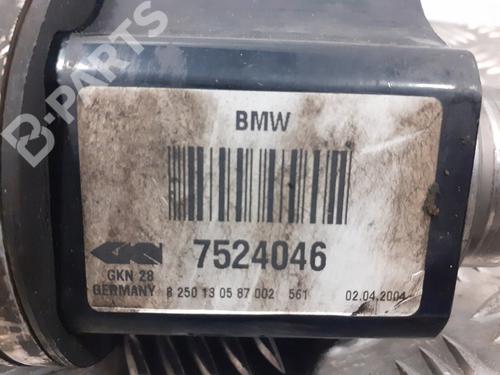 B-PARTS
BMW
GKN
7524046
GKN 28
GERMANY
8 250 13 05 87 002 561
02.04.2004